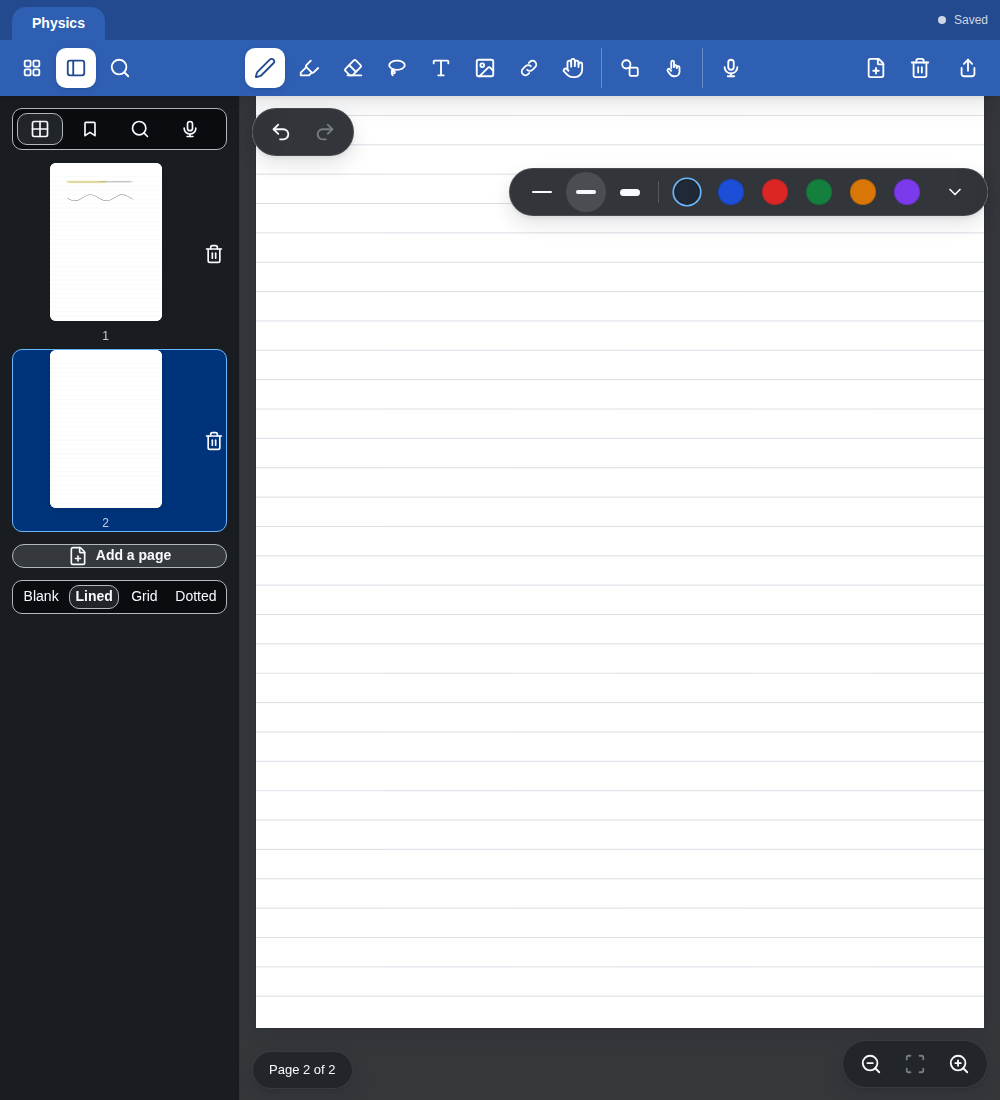 Physics
Saved
1
2
Add a page
Blank Lined Grid Dotted
Page 2 of 2